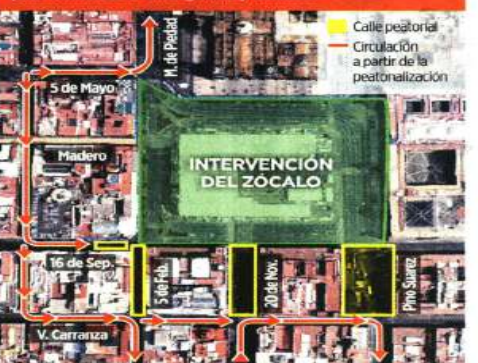 Calle peatonal
Circulación
a partir de la
peatonalización
M. de Piedad
5 de Mayo
Madero
INTERVENCIÓN
DEL ZÓCALO
16 de Sep.
5 de Feb.
20 de Nov.
Pino Suárez
V. Carranza